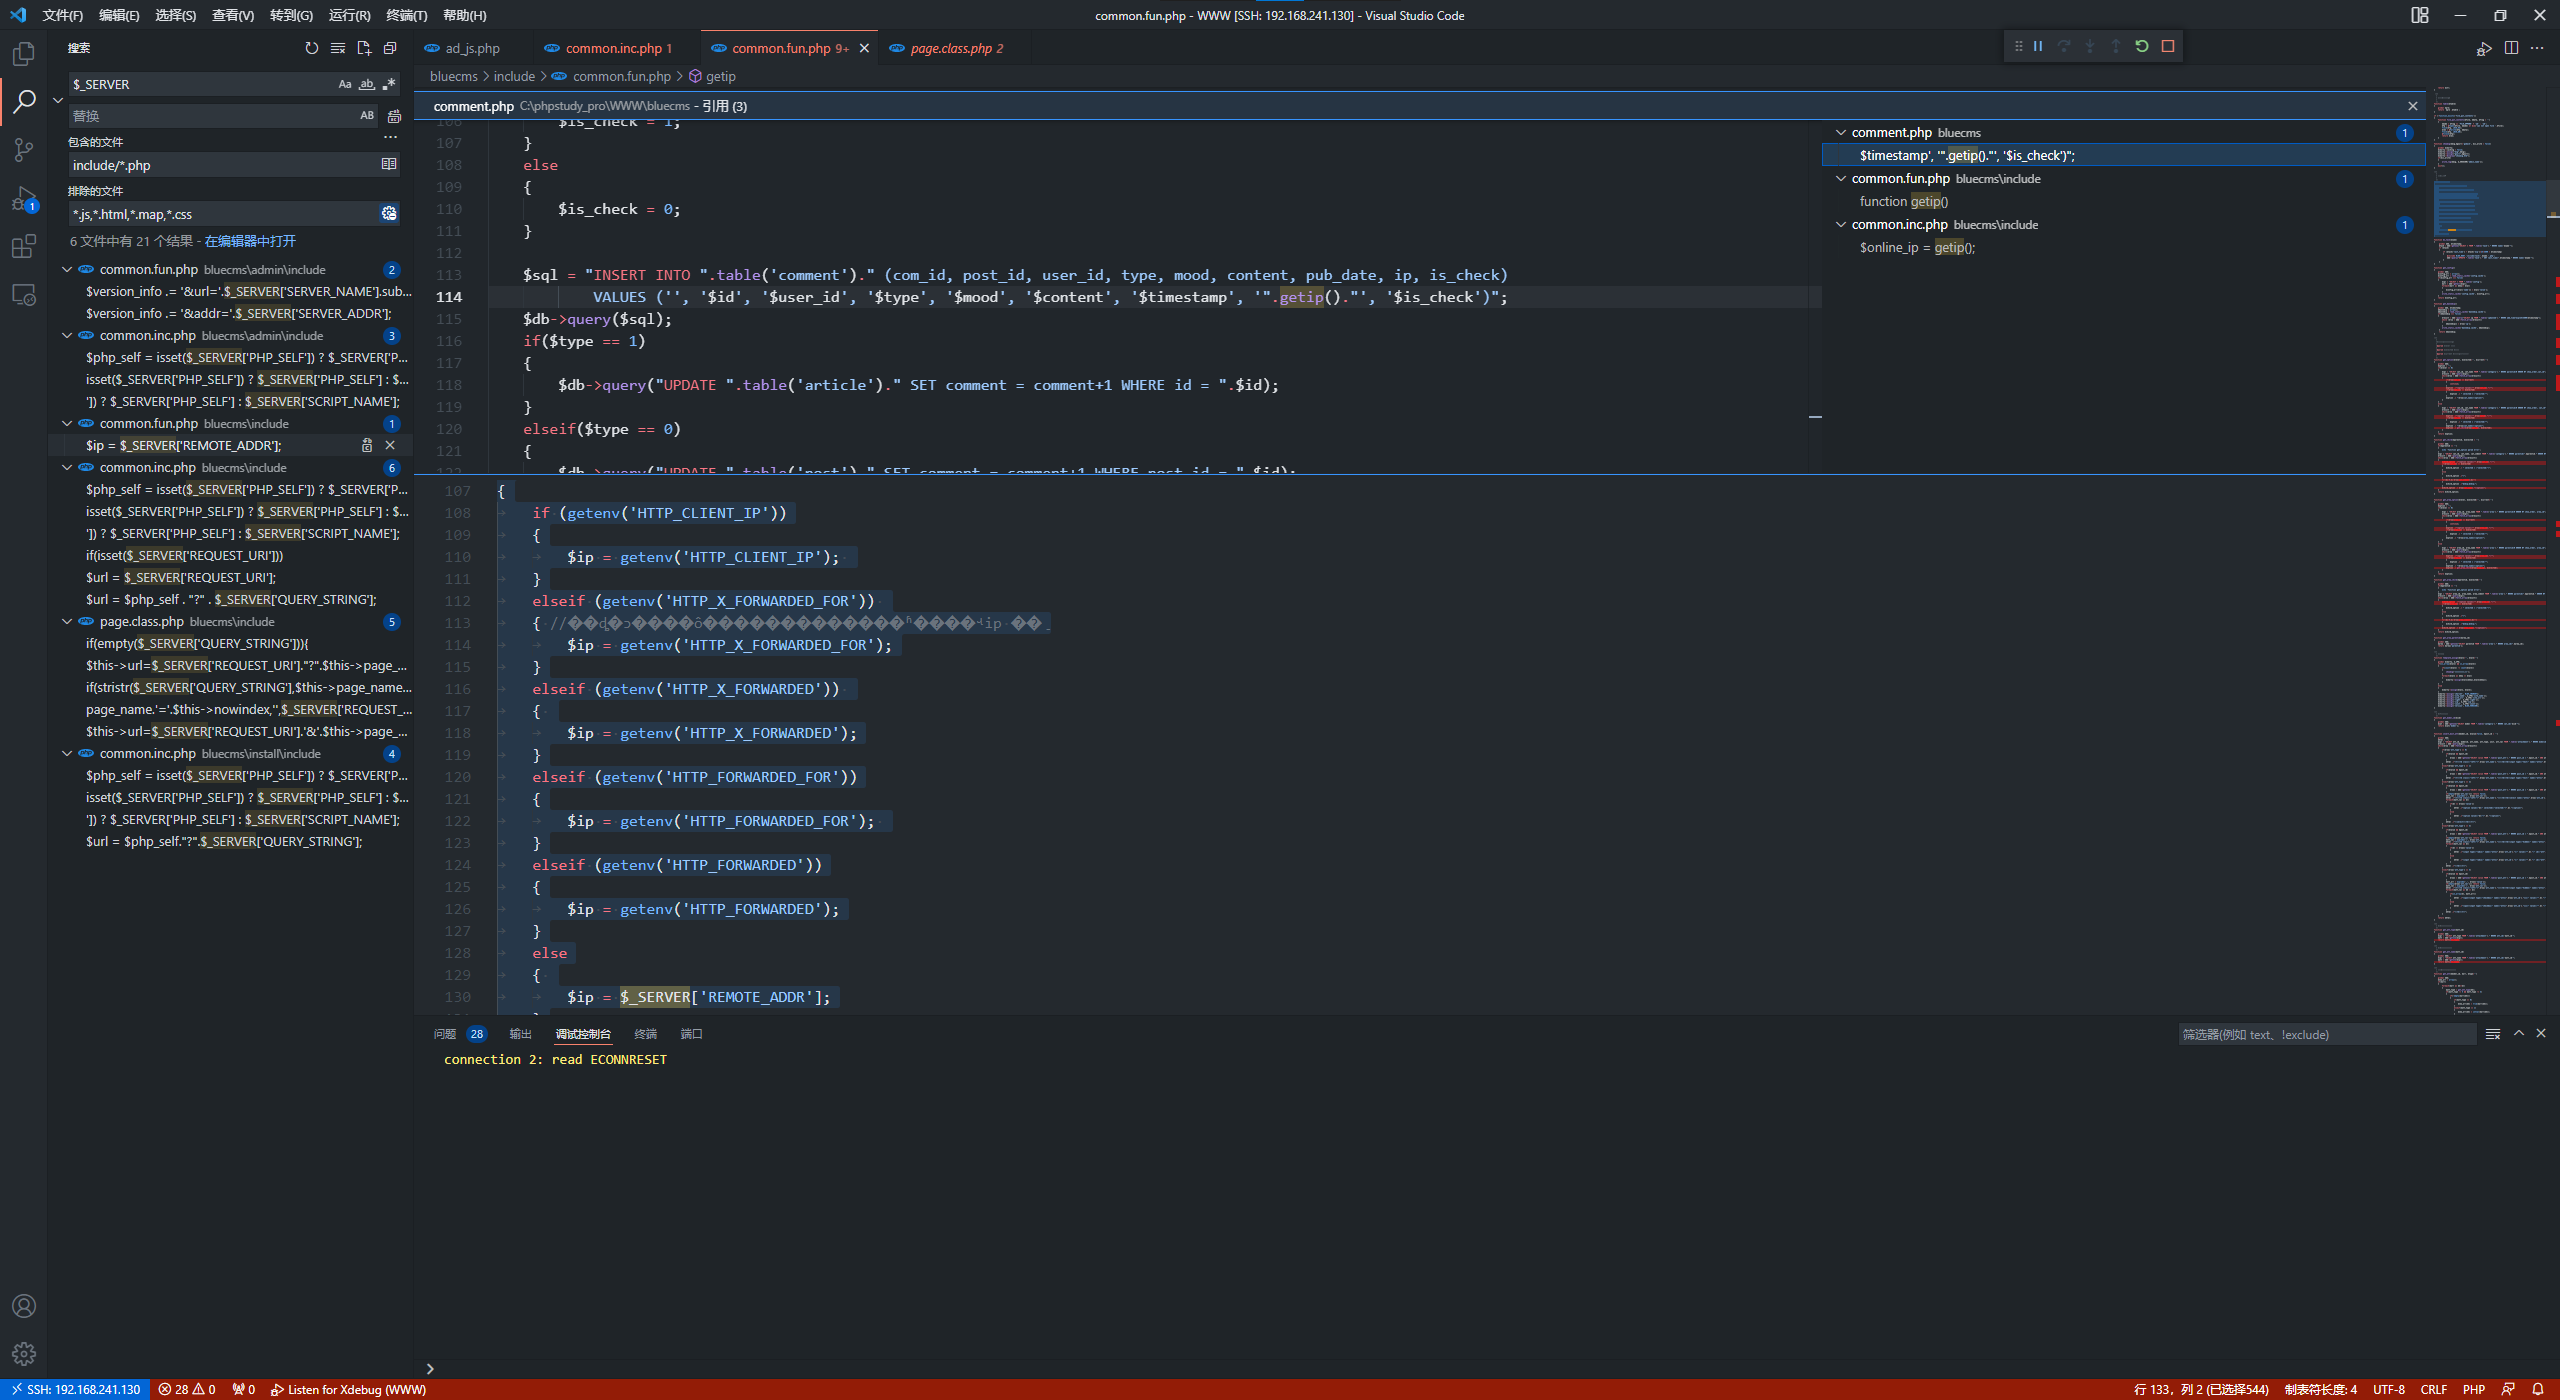 文件(F) 编辑(E) 选择(S) 查看(V) 转到(G) 运行(R) 终端(T) 帮助(H)
common.fun.php - WWW [SSH: 192.168.241.130] - Visual Studio Code
搜索
$_SERVER
Aa ab
替换
AB
包含的文件
include/*.php
排除的文件
*.js,*.html,*.map,*.css
6 文件中有 21 个结果 - 在编辑器中打开
common.fun.php bluecms\admin\include 2
$version_info .= '&url='.$_SERVER['SERVER_NAME'].sub...
$version_info .= '&addr='.$_SERVER['SERVER_ADDR'];
common.inc.php bluecms\admin\include 3
$php_self = isset($_SERVER['PHP_SELF']) ? $_SERVER['P...
isset($_SERVER['PHP_SELF']) ? $_SERVER['PHP_SELF'] : $...
']) ? $_SERVER['PHP_SELF'] : $_SERVER['SCRIPT_NAME'];
common.fun.php bluecms\include 1
$ip = $_SERVER['REMOTE_ADDR'];
common.inc.php bluecms\include 6
$php_self = isset($_SERVER['PHP_SELF']) ? $_SERVER['P...
isset($_SERVER['PHP_SELF']) ? $_SERVER['PHP_SELF'] : $...
']) ? $_SERVER['PHP_SELF'] : $_SERVER['SCRIPT_NAME'];
if(isset($_SERVER['REQUEST_URI']))
$url = $_SERVER['REQUEST_URI'];
$url = $php_self . "?" . $_SERVER['QUERY_STRING'];
page.class.php bluecms\include 5
if(empty($_SERVER['QUERY_STRING'])){
$this->url=$_SERVER['REQUEST_URI']."?".$this->page_...
if(stristr($_SERVER['QUERY_STRING'],$this->page_name...
page_name.'='.$this->nowindex,'',$_SERVER['REQUEST_...
$this->url=$_SERVER['REQUEST_URI'].'&'.$this->page_...
common.inc.php bluecms\install\include 4
$php_self = isset($_SERVER['PHP_SELF']) ? $_SERVER['P...
isset($_SERVER['PHP_SELF']) ? $_SERVER['PHP_SELF'] : $...
']) ? $_SERVER['PHP_SELF'] : $_SERVER['SCRIPT_NAME'];
$url = $php_self."?".$_SERVER['QUERY_STRING'];
1
ad_js.php common.inc.php 1 common.fun.php 9+ page.class.php 2
bluecms > include > common.fun.php > getip
comment.php C:\phpstudy_pro\WWW\bluecms - 引用 (3)
106 $is_check = 1;
107 }
108 else
109 {
110 $is_check = 0;
111 }
112
113 $sql = "INSERT INTO ".table('comment')." (com_id, post_id, user_id, type, mood, content, pub_date, ip, is_check)
114 VALUES ('', '$id', '$user_id', '$type', '$mood', '$content', '$timestamp', '".getip()."', '$is_check')";
115 $db->query($sql);
116 if($type == 1)
117 {
118 $db->query("UPDATE ".table('article')." SET comment = comment+1 WHERE id = ".$id);
119 }
120 elseif($type == 0)
121 {
122 $db->query("UPDATE ".table('post')." SET comment = comment+1 WHERE post_id = ".$id);
comment.php bluecms 1
$timestamp', '".getip()."', '$is_check')";
common.fun.php bluecms\include 1
function getip()
common.inc.php bluecms\include 1
$online_ip = getip();
107 {
108 if (getenv('HTTP_CLIENT_IP'))
109 {
110 $ip = getenv('HTTP_CLIENT_IP');
111 }
112 elseif (getenv('HTTP_X_FORWARDED_FOR'))
113 { // ip
114 $ip = getenv('HTTP_X_FORWARDED_FOR');
115 }
116 elseif (getenv('HTTP_X_FORWARDED'))
117 {
118 $ip = getenv('HTTP_X_FORWARDED');
119 }
120 elseif (getenv('HTTP_FORWARDED_FOR'))
121 {
122 $ip = getenv('HTTP_FORWARDED_FOR');
123 }
124 elseif (getenv('HTTP_FORWARDED'))
125 {
126 $ip = getenv('HTTP_FORWARDED');
127 }
128 else
129 {
130 $ip = $_SERVER['REMOTE_ADDR'];
问题 28 输出 调试控制台 终端 端口
筛选器(例如 text、!exclude)
connection 2: read ECONNRESET
SSH: 192.168.241.130 28 0 0 Listen for Xdebug (WWW)
行 133，列 2 (已选择544) 制表符长度: 4 UTF-8 CRLF PHP